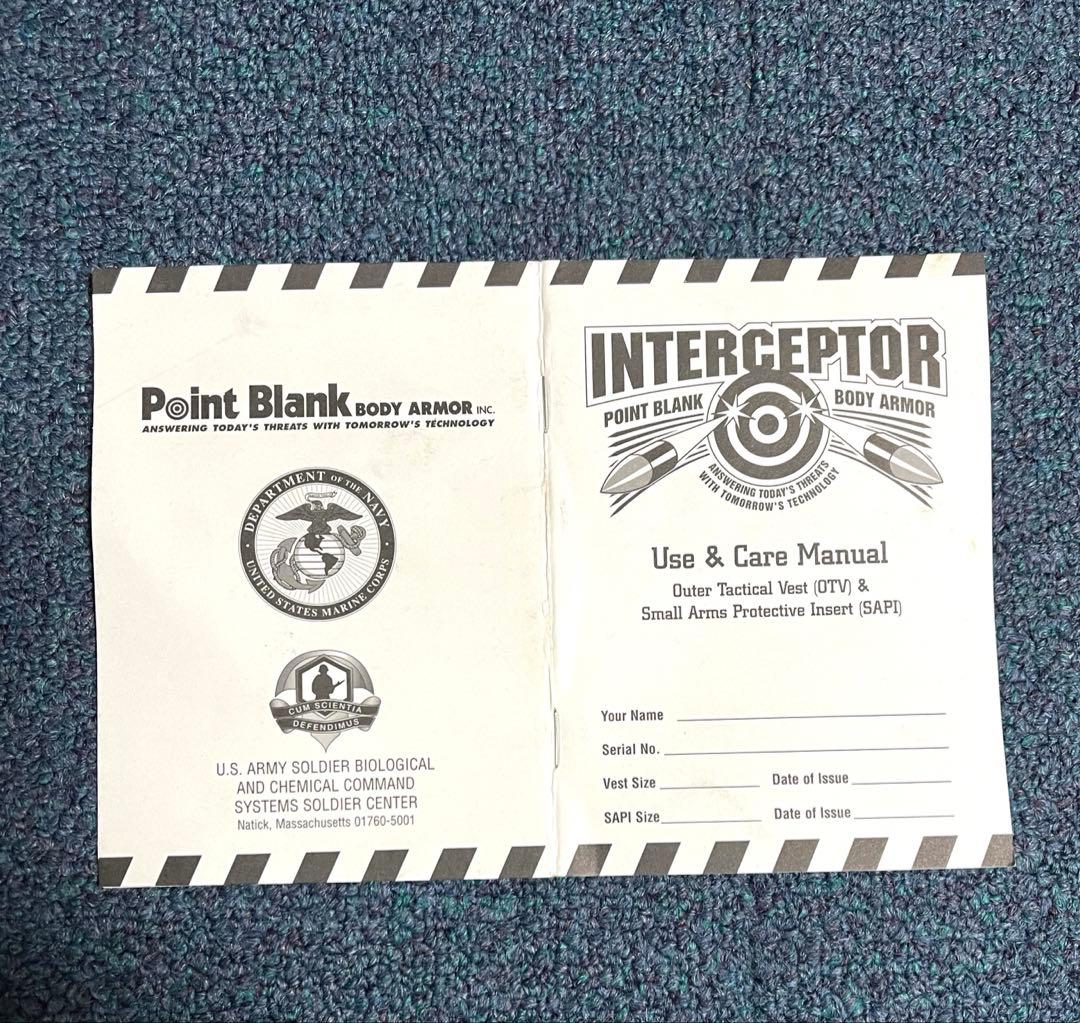 Point Blank BODY ARMOR INC.
ANSWERING TODAY'S THREATS WITH TOMORROW'S TECHNOLOGY
DEPARTMENT OF THE NAVY
UNITED STATES MARINE CORPS
CUM SCIENTIA
DEFENDIMUS
U.S. ARMY SOLDIER BIOLOGICAL
AND CHEMICAL COMMAND
SYSTEMS SOLDIER CENTER
Natick, Massachusetts 01760-5001
INTERCEPTOR
POINT BLANK BODY ARMOR
ANSWERING TODAY'S THREATS
WITH TOMORROW'S TECHNOLOGY
Use & Care Manual
Outer Tactical Vest (OTV) &
Small Arms Protective Insert (SAPI)
Your Name
Serial No.
Vest Size Date of Issue
SAPI Size Date of Issue